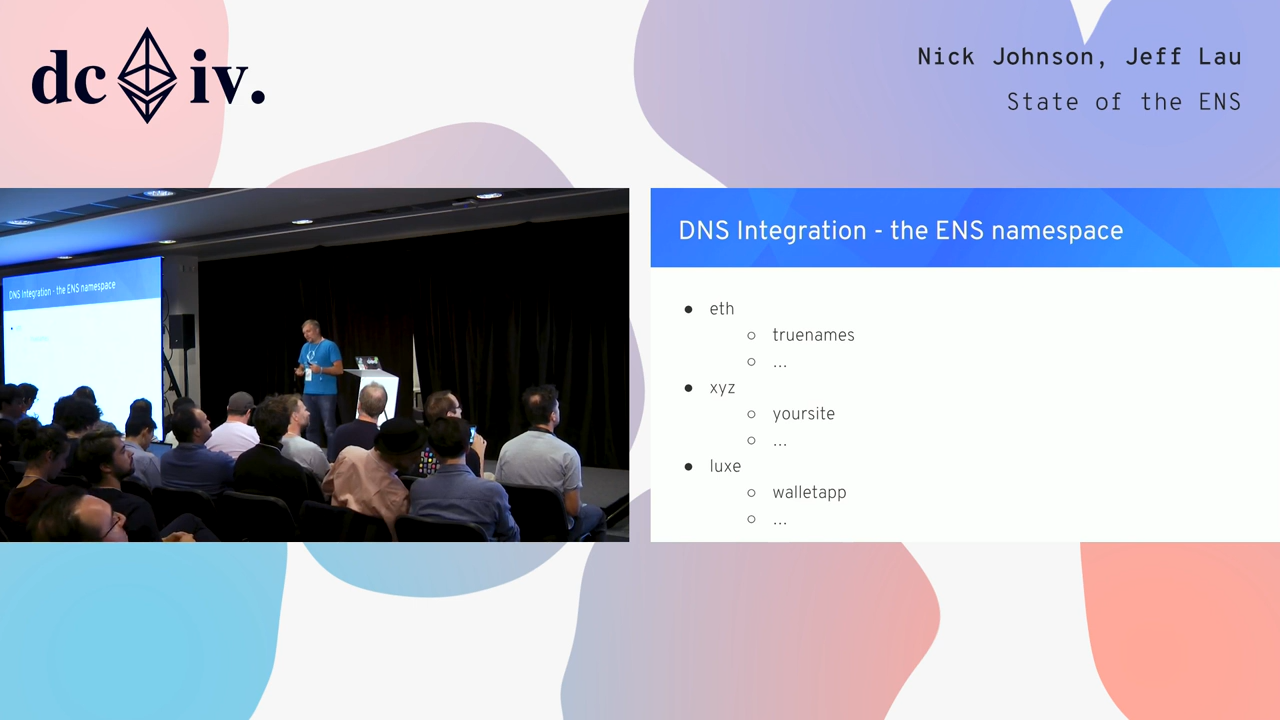 dc iv.
Nick Johnson, Jeff Lau
State of the ENS
DNS Integration - the ENS namespace
DNS Integration - the ENS namespace
● eth
○ truenames
○ ...
● xyz
○ yoursite
○ ...
● luxe
○ walletapp
○ ...